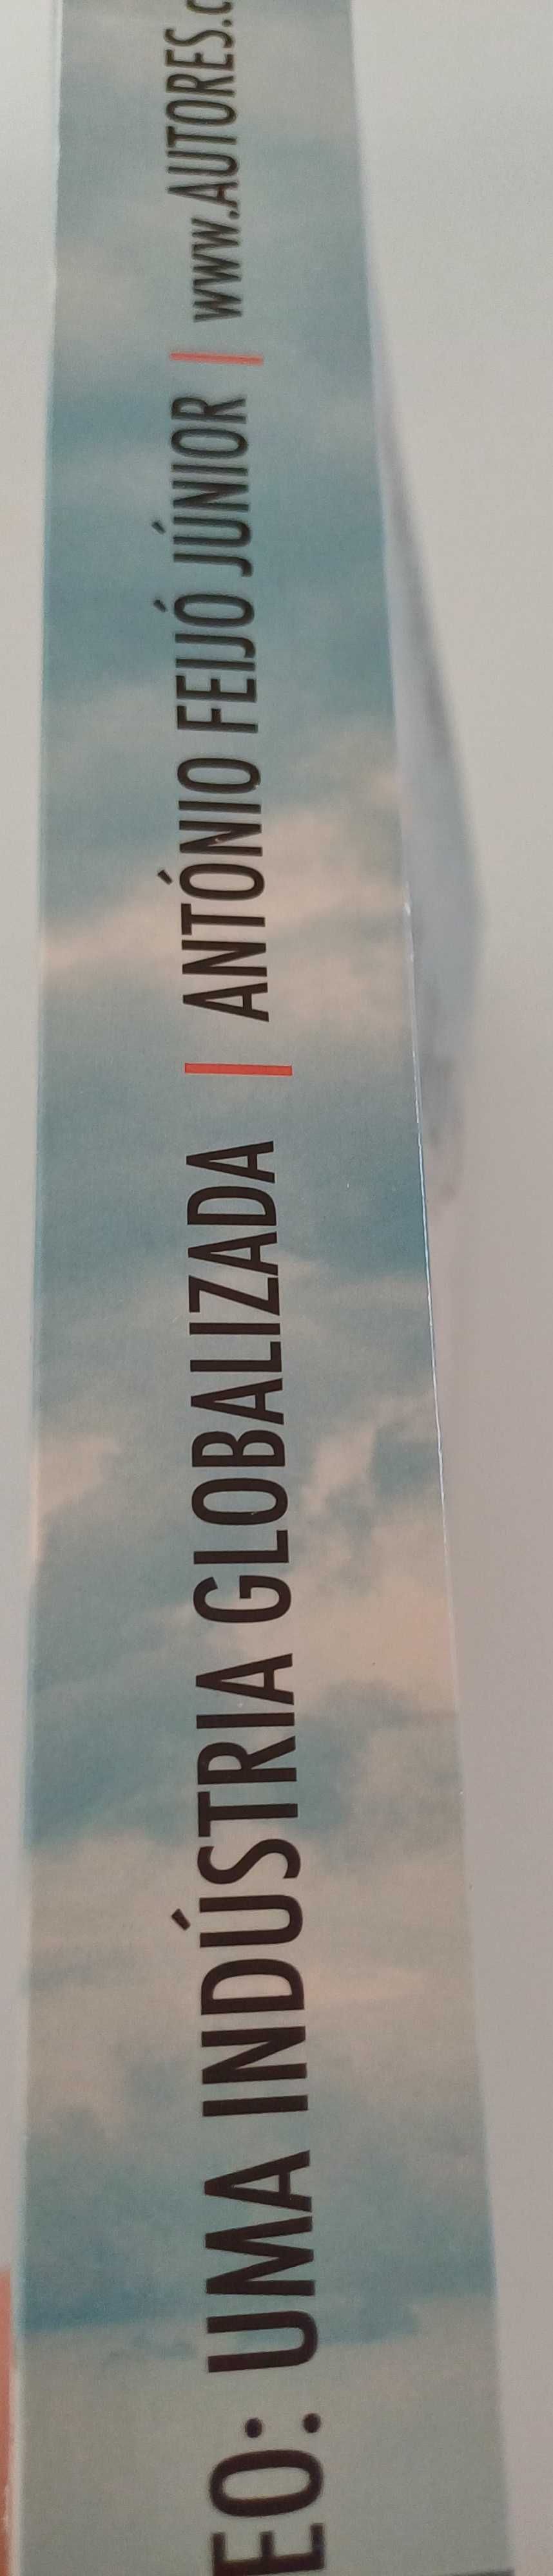 EO: UMA INDÚSTRIA GLOBALIZADA | ANTÓNIO FEIJÓ JÚNIOR | WWW.AUTORES.C